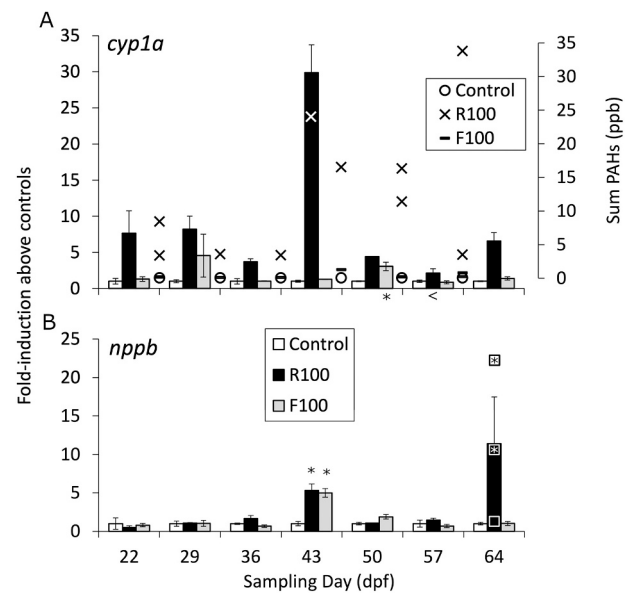 A
cyp1a
35
30
25
20
15
10
5
0
35
30
25
20
15
10
5
0
Control
R100
F100
Sum PAHs (ppb)
Fold-induction above controls
* <
B
nppb
25
20
15
10
5
0
Control
R100
F100
* *
*
*
22 29 36 43 50 57 64
Sampling Day (dpf)